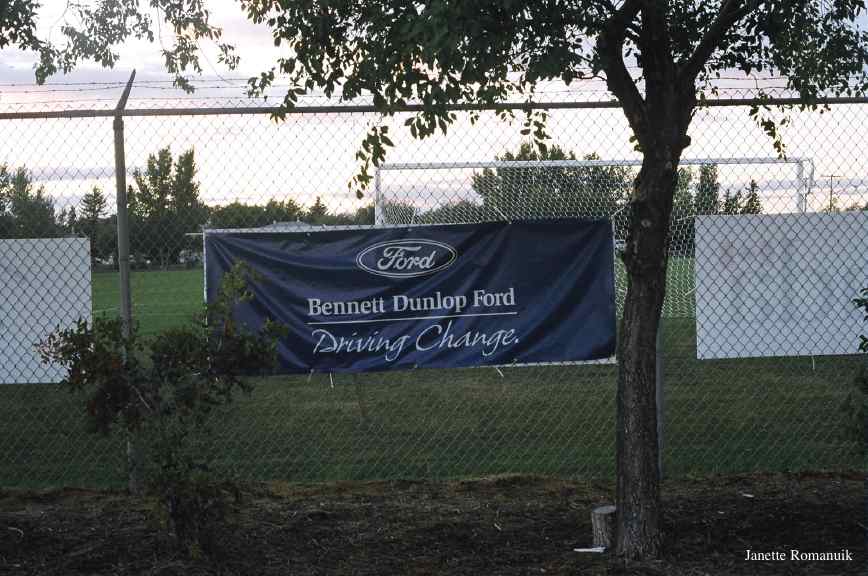 Ford
Bennett Dunlop Ford
Driving Change.
Janette Romanuik